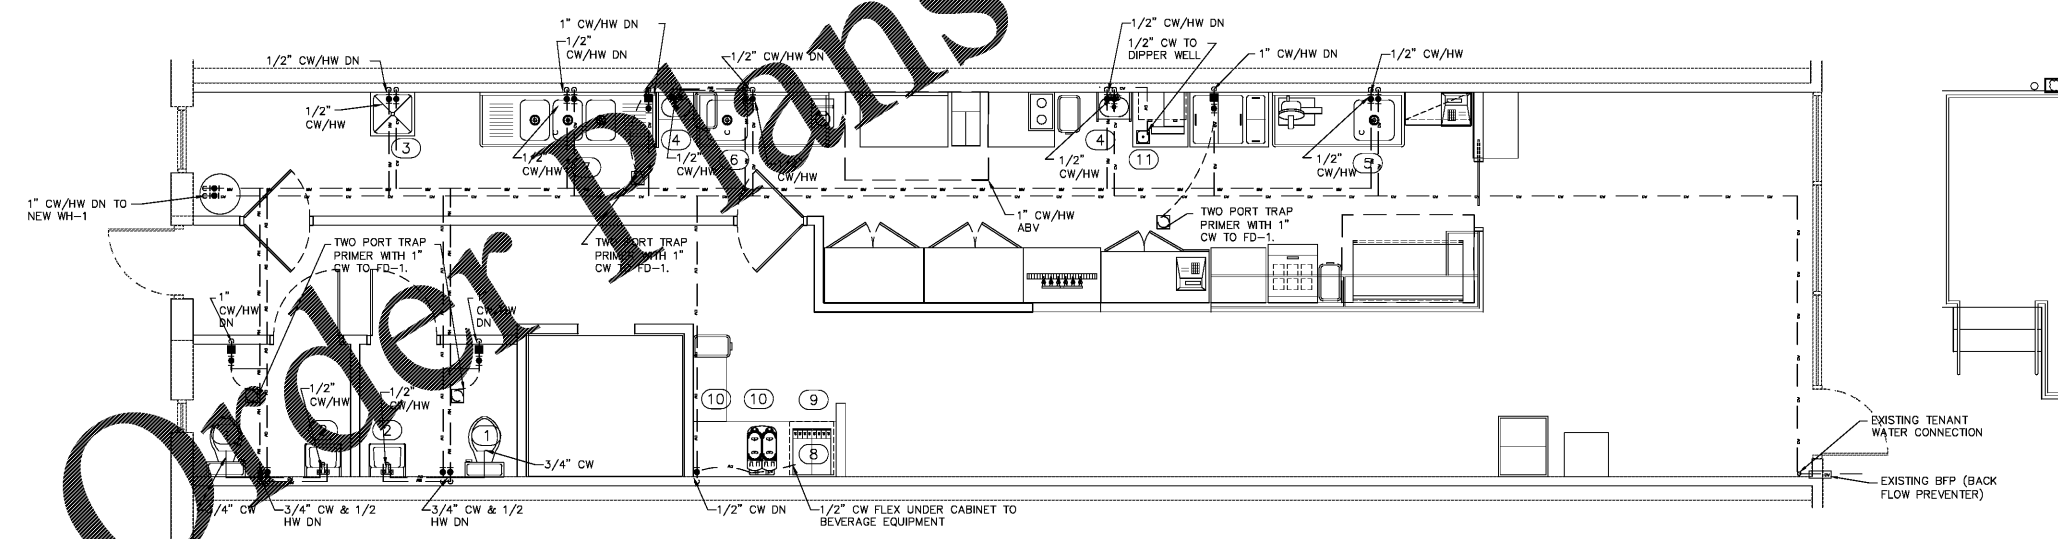 1" CW/HW DN
1/2"
CW/HW DN
1/2" CW/HW DN
1/2" CW/HW DN
1/2" CW/HW DN
1/2" CW TO
DIPPER WELL
1" CW/HW DN
1/2" CW/HW
1/2"
CW/HW
3
1/2"
CW/HW
7
4
1/2"
CW/HW
6
CW/HW
4
1/2"
CW/HW
11
1/2"
CW/HW
5
1" CW/HW DN TO
NEW WH-1
1" CW/HW
ABV
TWO PORT TRAP
PRIMER WITH 1"
CW TO FD-1.
TWO PORT TRAP
PRIMER WITH 1"
CW TO FD-1.
TWO PORT TRAP
PRIMER WITH 1"
CW TO FD-1.
1"
CW/HW
DN
1"
CW/HW
DN
1/2"
CW/HW
1/2"
CW/HW
2
2
1
3/4" CW
10
10
9
8
EXISTING TENANT
WATER CONNECTION
EXISTING BFP (BACK
FLOW PREVENTER)
3/4" CW
3/4" CW & 1/2
HW DN
3/4" CW & 1/2
HW DN
1/2" CW DN
1/2" CW FLEX UNDER CABINET TO
BEVERAGE EQUIPMENT
Order Plans